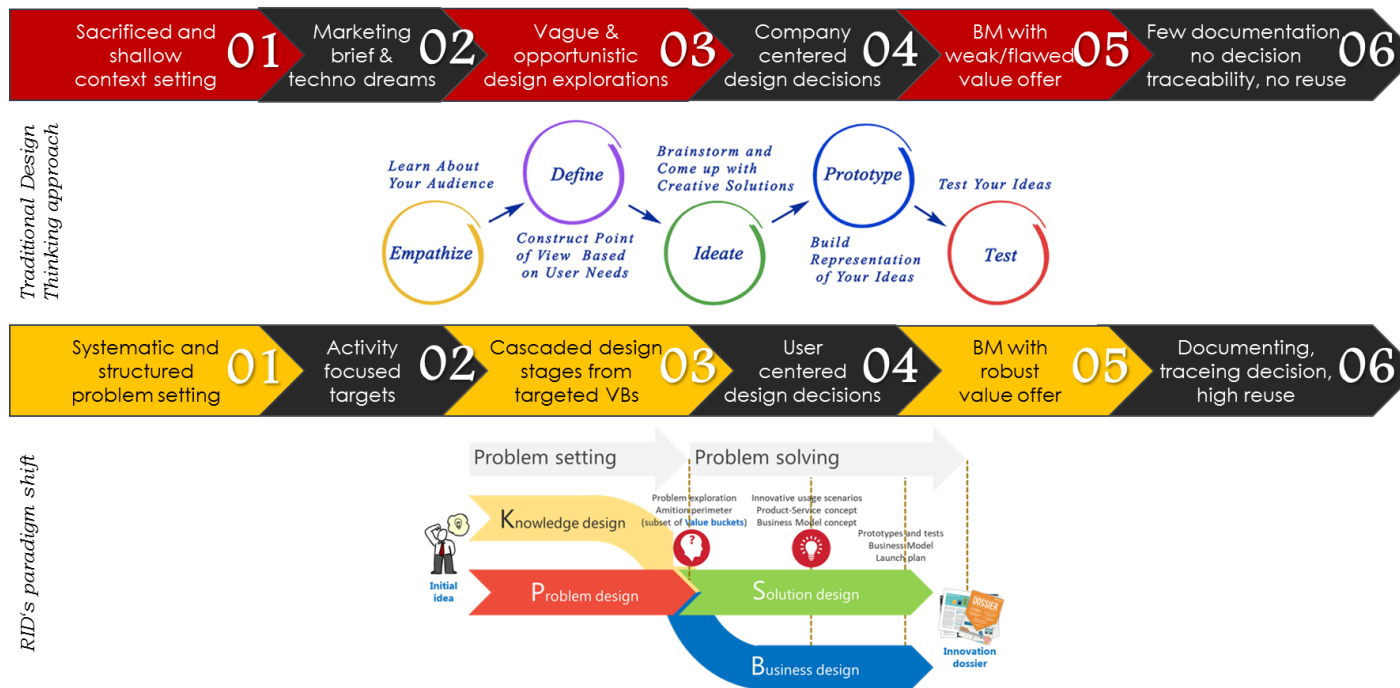 Sacrificed and
shallow
context setting
01
Marketing
brief &
techno dreams
02
Vague &
opportunistic
design explorations
03
Company
centered
design decisions
04
BM with
weak/flawed
value offer
05
Few documentation
no decision
traceability, no reuse
06
Traditional Design
Thinking approach
Learn About
Your Audience
Empathize
Define
Construct Point
of View Based
on User Needs
Brainstorm and
Come up with
Creative Solutions
Ideate
Prototype
Build
Representation
of Your Ideas
Test Your Ideas
Test
Systematic and
structured
problem setting
01
Activity
focused
targets
02
Cascaded design
stages from
targeted VBs
03
User
centered
design decisions
04
BM with
robust
value offer
05
Documenting,
traceing decision,
high reuse
06
RID's paradigm shift
Problem setting
Problem solving
Knowledge design
Problem exploration
Amitionperimeter
(subset of Value buckets)
?
Innovative usage scenarios
Product-Service concept
Business Model concept
Prototypes and tests
Business Model
Launch plan
Initial
idea
Problem design
Solution design
DOSSIER
Innovation
dossier
Business design